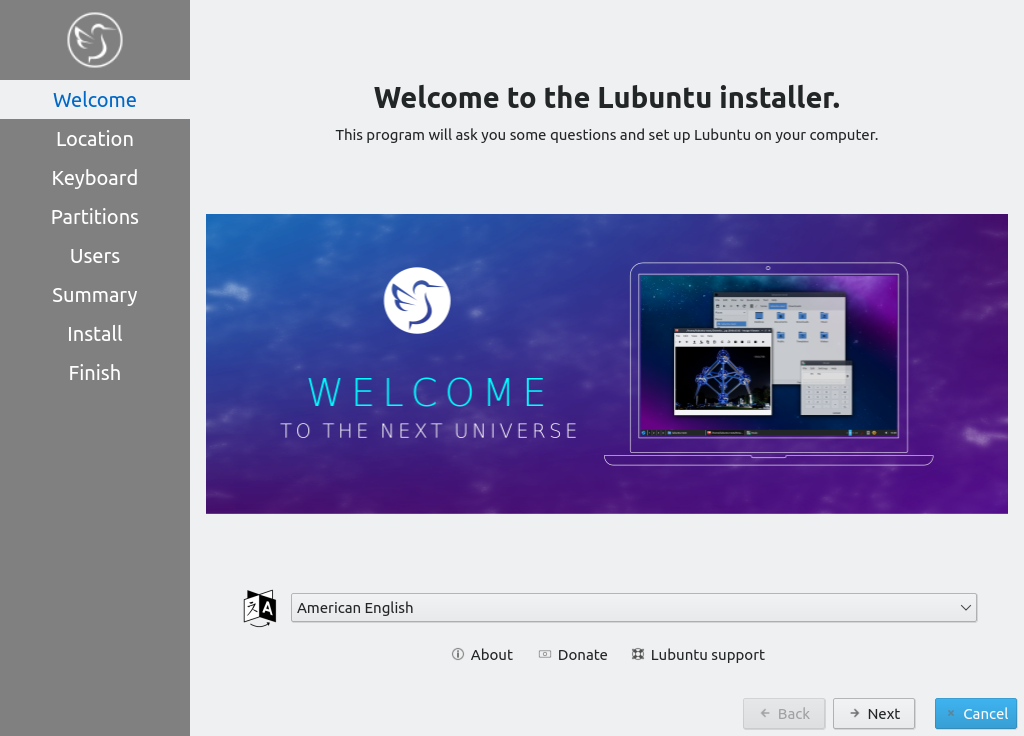 Welcome
Location
Keyboard
Partitions
Users
Summary
Install
Finish
Welcome to the Lubuntu installer.
This program will ask you some questions and set up Lubuntu on your computer.
WELCOME
TO THE NEXT UNIVERSE
American English
About Donate Lubuntu support
Back Next Cancel